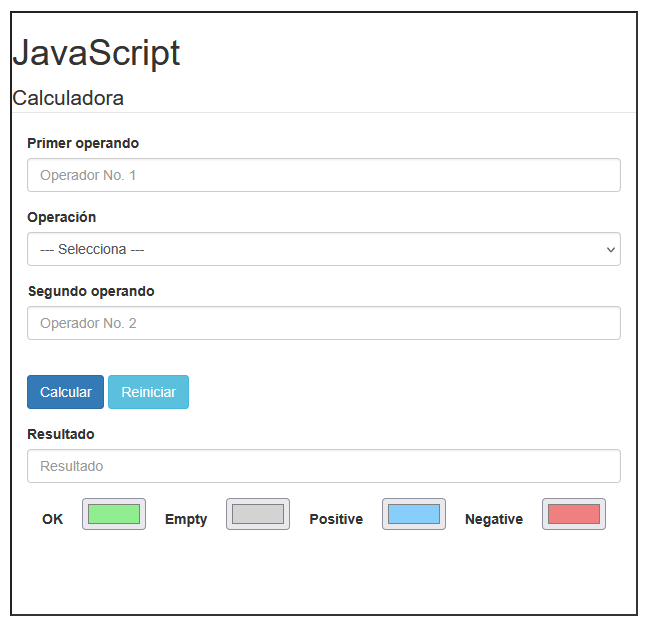 JavaScript
Calculadora
Primer operando
Operador No. 1
Operación
--- Selecciona ---
Segundo operando
Operador No. 2
Calcular Reiniciar
Resultado
Resultado
OK Empty Positive Negative